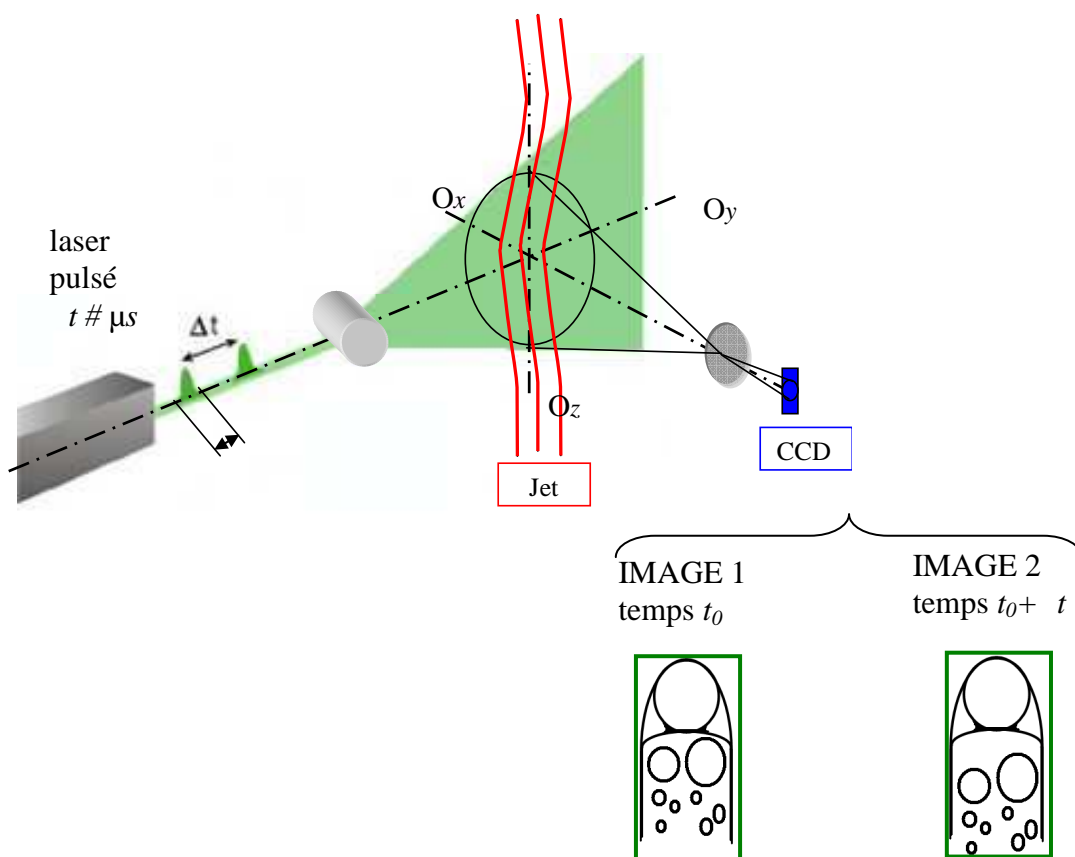 Ox
Oy
laser
pulsé
t # µs
Δt
Oz
CCD
Jet
IMAGE 1
temps t₀
IMAGE 2
temps t₀+ t